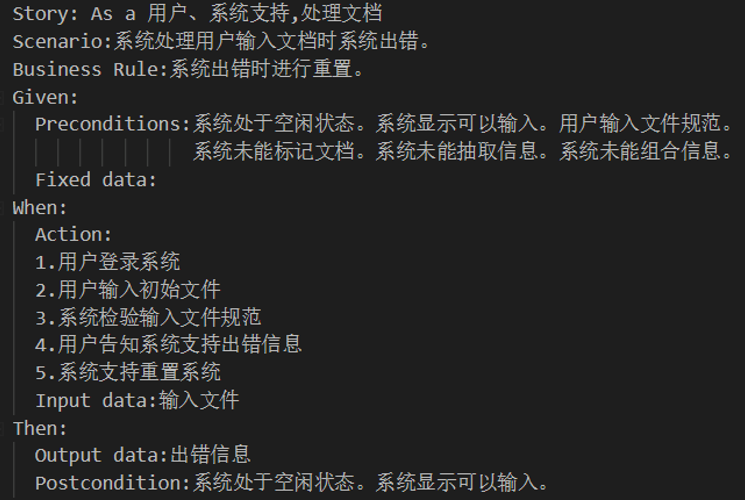 Story: As a 用户、系统支持,处理文档
Scenario:系统处理用户输入文档时系统出错。
Business Rule:系统出错时进行重置。
Given:
Preconditions:系统处于空闲状态。系统显示可以输入。用户输入文件规范。
系统未能标记文档。系统未能抽取信息。系统未能组合信息。
Fixed data:
When:
Action:
1.用户登录系统
2.用户输入初始文件
3.系统检验输入文件规范
4.用户告知系统支持出错信息
5.系统支持重置系统
Input data:输入文件
Then:
Output data:出错信息
Postcondition:系统处于空闲状态。系统显示可以输入。